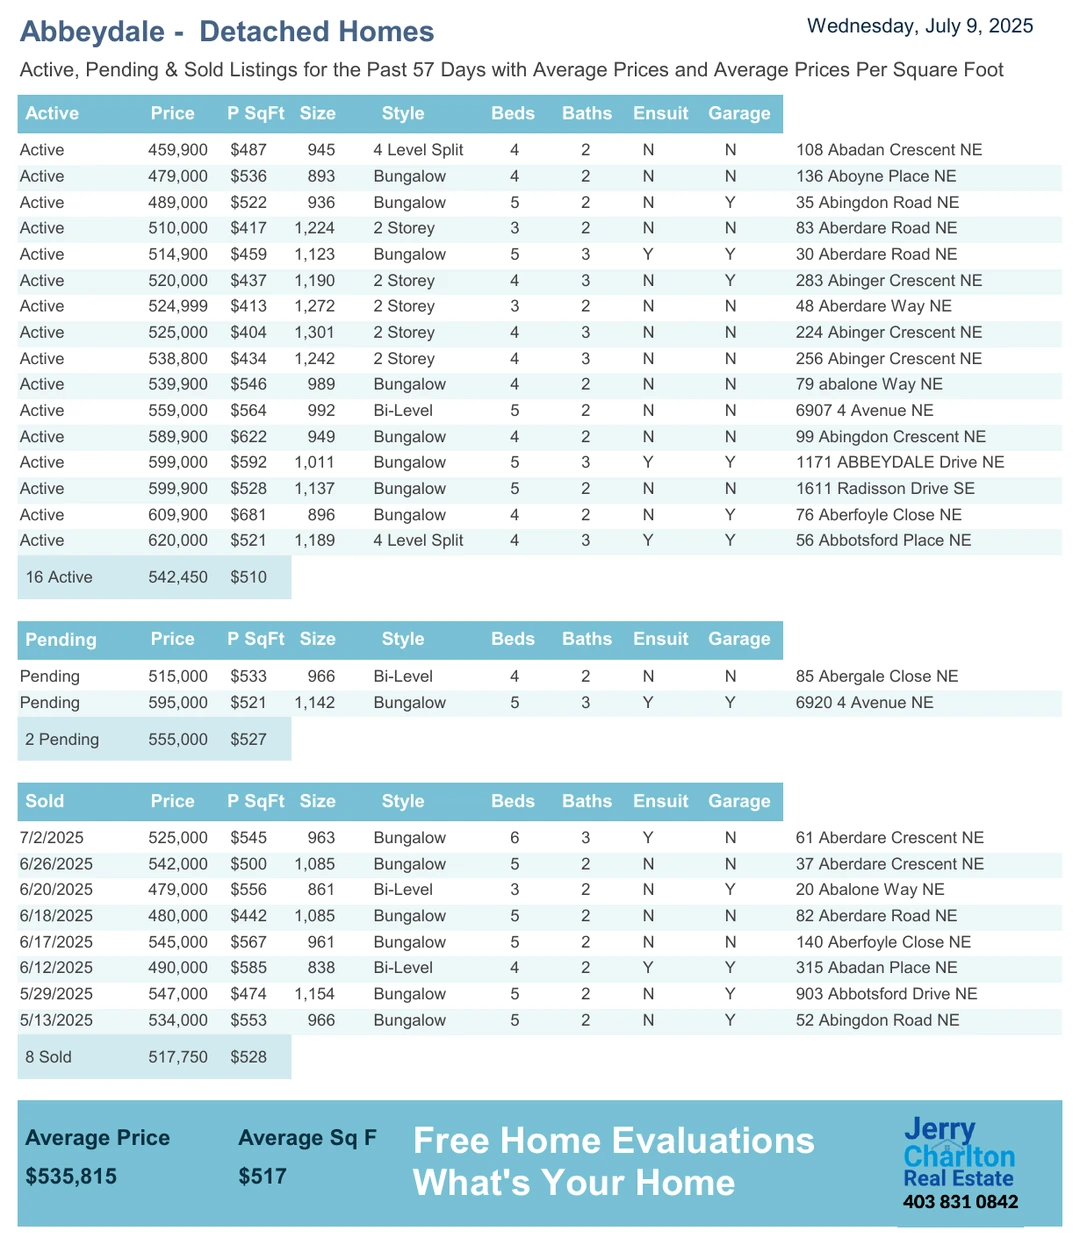 Abbeydale -  Detached Homes
Wednesday, July 9, 2025
Active, Pending & Sold Listings for the Past 57 Days with Average Prices and Average Prices Per Square Foot
Active Price P SqFt Size Style Beds Baths Ensuit Garage
Active 459,900 $487 945 4 Level Split 4 2 N N 108 Abadan Crescent NE
Active 479,000 $536 893 Bungalow 4 2 N N 136 Aboyne Place NE
Active 489,000 $522 936 Bungalow 5 2 N Y 35 Abingdon Road NE
Active 510,000 $417 1,224 2 Storey 3 2 N N 83 Aberdare Road NE
Active 514,900 $459 1,123 Bungalow 5 3 Y Y 30 Aberdare Road NE
Active 520,000 $437 1,190 2 Storey 4 3 N Y 283 Abinger Crescent NE
Active 524,999 $413 1,272 2 Storey 3 2 N N 48 Aberdare Way NE
Active 525,000 $404 1,301 2 Storey 4 3 N N 224 Abinger Crescent NE
Active 538,800 $434 1,242 2 Storey 4 3 N N 256 Abinger Crescent NE
Active 539,900 $546 989 Bungalow 4 2 N N 79 abalone Way NE
Active 559,000 $564 992 Bi-Level 5 2 N N 6907 4 Avenue NE
Active 589,900 $622 949 Bungalow 4 2 N N 99 Abingdon Crescent NE
Active 599,000 $592 1,011 Bungalow 5 3 Y Y 1171 ABBEYDALE Drive NE
Active 599,900 $528 1,137 Bungalow 5 2 N N 1611 Radisson Drive SE
Active 609,900 $681 896 Bungalow 4 2 N Y 76 Aberfoyle Close NE
Active 620,000 $521 1,189 4 Level Split 4 3 Y Y 56 Abbotsford Place NE
16 Active 542,450 $510
Pending Price P SqFt Size Style Beds Baths Ensuit Garage
Pending 515,000 $533 966 Bi-Level 4 2 N N 85 Abergale Close NE
Pending 595,000 $521 1,142 Bungalow 5 3 Y Y 6920 4 Avenue NE
2 Pending 555,000 $527
Sold Price P SqFt Size Style Beds Baths Ensuit Garage
7/2/2025 525,000 $545 963 Bungalow 6 3 Y N 61 Aberdare Crescent NE
6/26/2025 542,000 $500 1,085 Bungalow 5 2 N N 37 Aberdare Crescent NE
6/20/2025 479,000 $556 861 Bi-Level 3 2 N Y 20 Abalone Way NE
6/18/2025 480,000 $442 1,085 Bungalow 5 2 N N 82 Aberdare Road NE
6/17/2025 545,000 $567 961 Bungalow 5 2 N N 140 Aberfoyle Close NE
6/12/2025 490,000 $585 838 Bi-Level 4 2 Y Y 315 Abadan Place NE
5/29/2025 547,000 $474 1,154 Bungalow 5 2 N Y 903 Abbotsford Drive NE
5/13/2025 534,000 $553 966 Bungalow 5 2 N Y 52 Abingdon Road NE
8 Sold 517,750 $528
Average Price Average Sq F
$535,815 $517
Free Home Evaluations
What's Your Home
Jerry
Charlton
Real Estate
403 831 0842